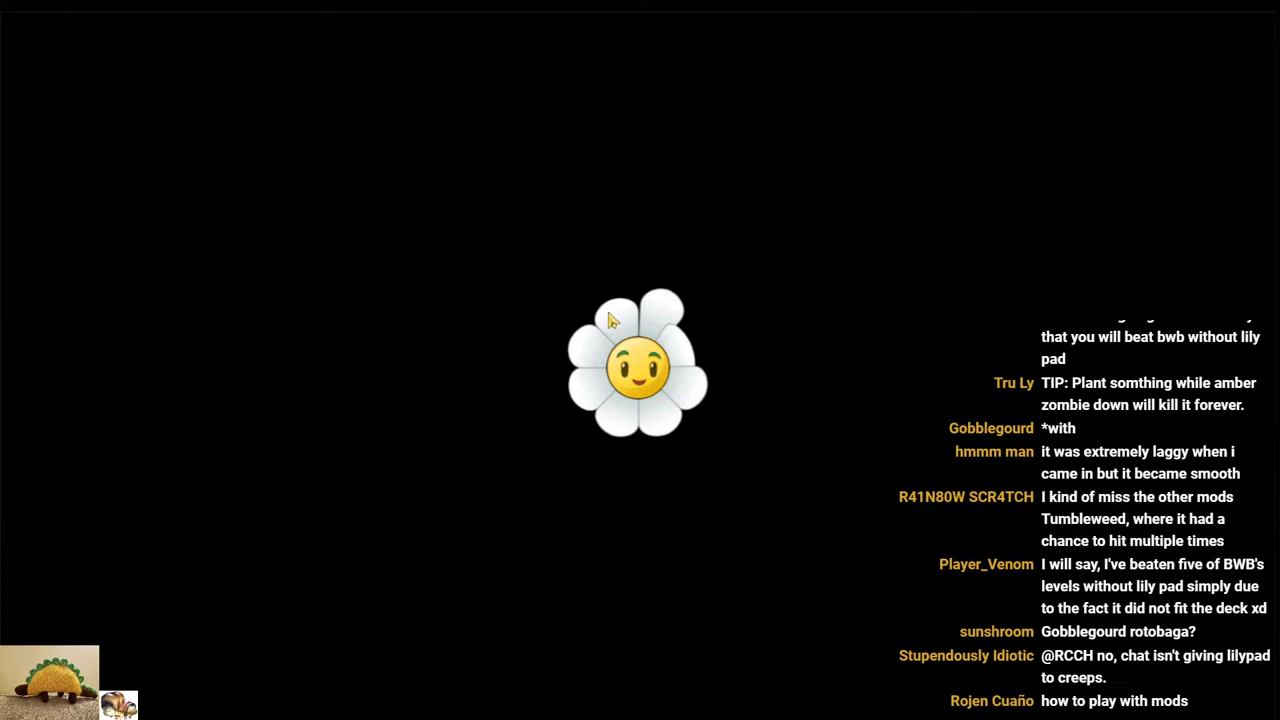 that you will beat bwb without lily
pad
Tru Ly TIP: Plant somthing while amber
zombie down will kill it forever.
Gobblegourd *with
hmmm man it was extremely laggy when i
came in but it became smooth
R41N80W SCR4TCH I kind of miss the other mods
Tumbleweed, where it had a
chance to hit multiple times
Player_Venom I will say, I've beaten five of BWB's
levels without lily pad simply due
to the fact it did not fit the deck xd
sunshroom Gobblegourd rotobaga?
Stupendously Idiotic @RCCH no, chat isn't giving lilypad
to creeps.
Rojen Cuaño how to play with mods